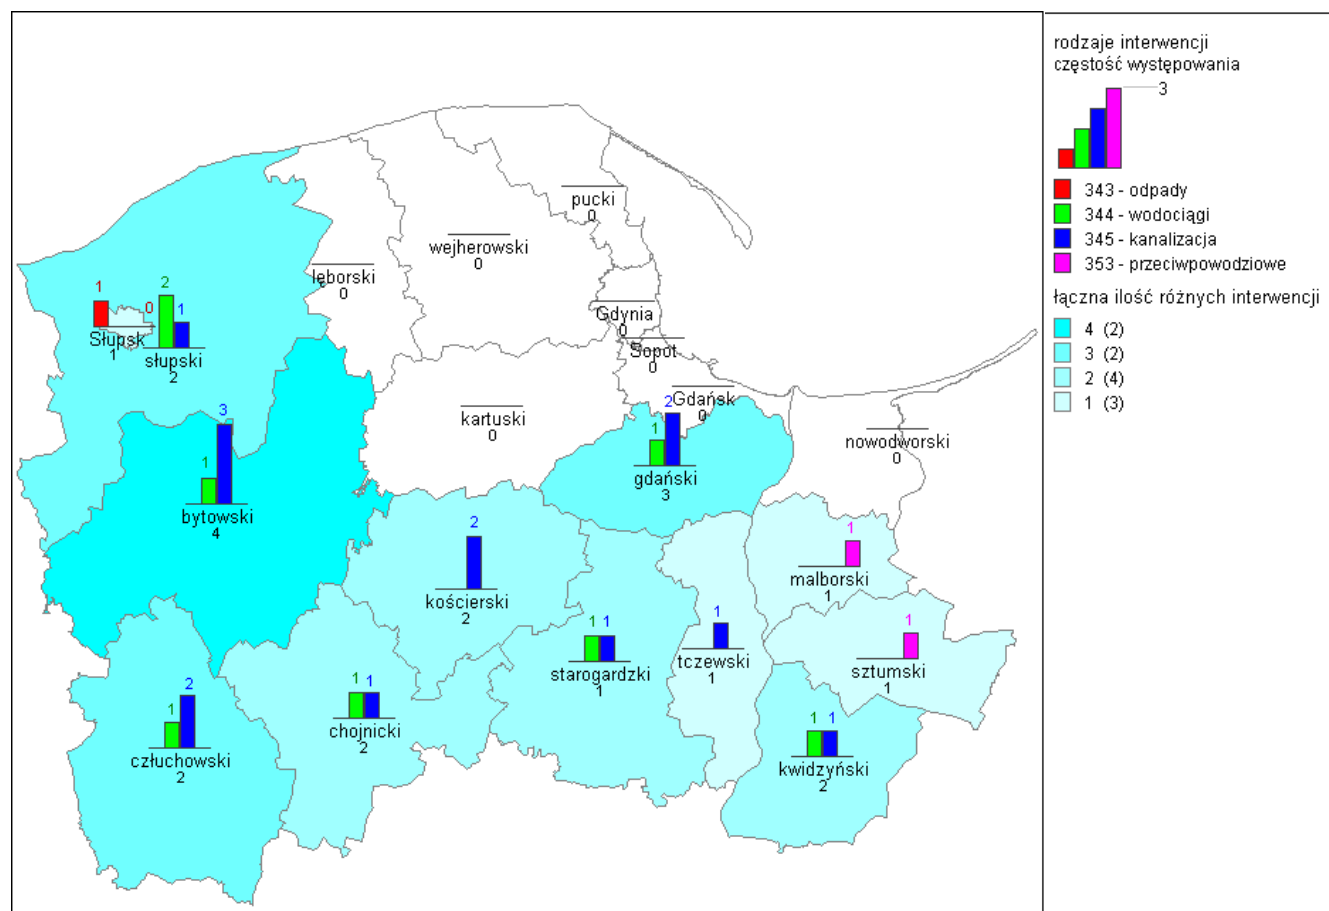 rodzaje interwencji
częstość występowania
3
343 - odpady
344 - wodociągi
345 - kanalizacja
353 - przeciwpowodziowe
łączna ilość różnych interwencji
4 (2)
3 (2)
2 (4)
1 (3)
pucki
0
wejherowski
0
lęborski
0
Gdynia
0
Sopot
0
Gdańsk
0
kartuski
0
nowodworski
0
1
0
Słupsk
1
2
1
słupski
2
1
3
bytowski
4
1
2
gdański
3
2
kościerski
2
1
malborski
1
1
sztumski
1
1
tczewski
1
1 1
starogardzki
1
1 1
chojnicki
2
1
2
człuchowski
2
1 1
kwidzyński
2